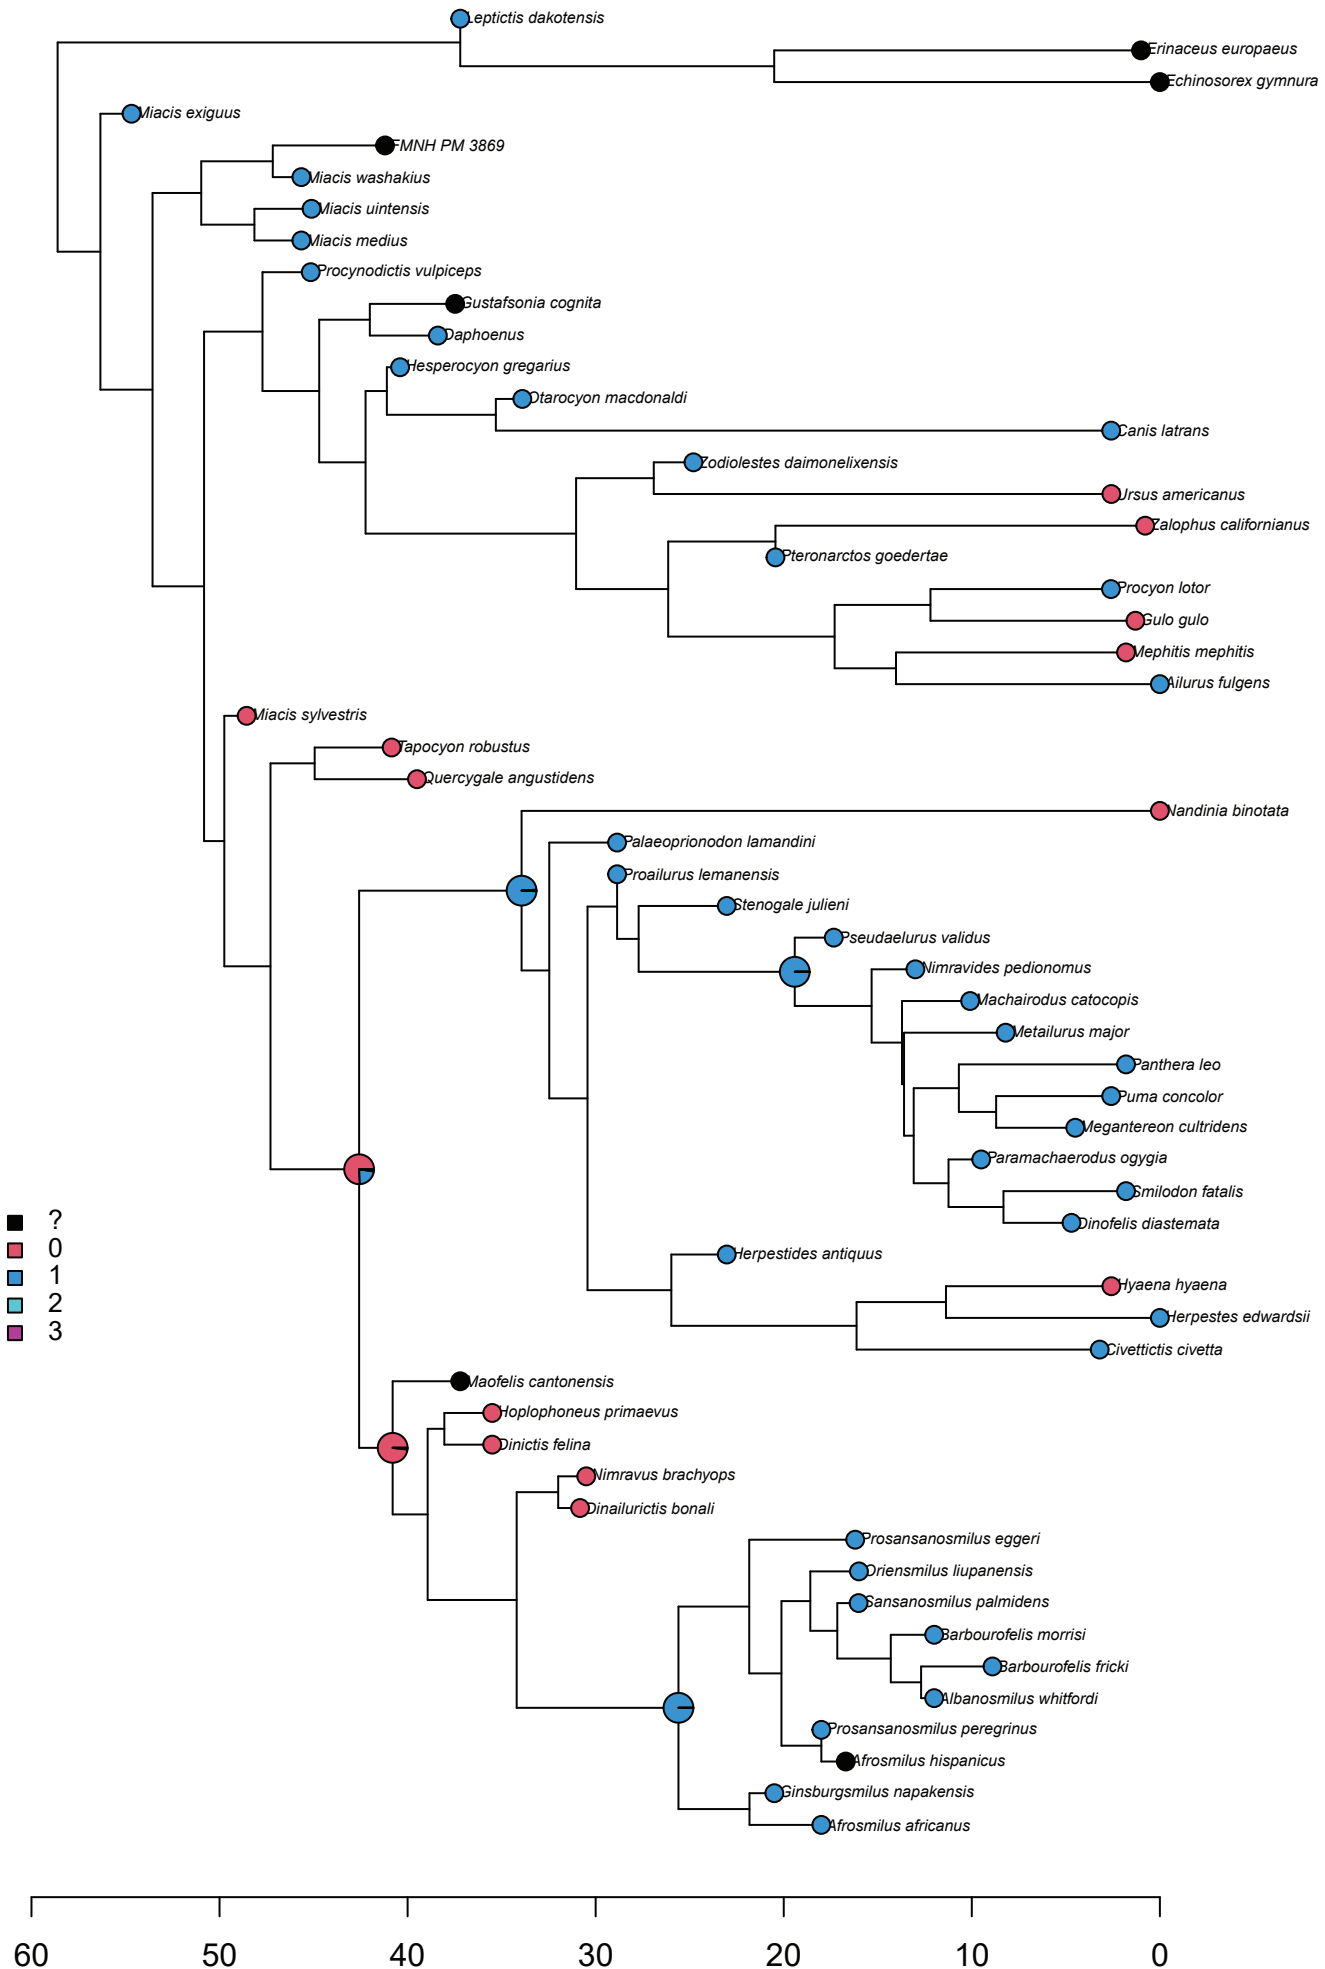 Leptictis dakotensis
Erinaceus europaeus
Echinosorex gymnura
Miacis exiguus
FMNH PM 3869
Miacis washakius
Miacis uintensis
Miacis medius
Procynodictis vulpiceps
Gustafsonia cognita
Daphoenus
Hesperocyon gregarius
Otarocyon macdonaldi
Canis latrans
Zodiolestes daimonelixensis
Ursus americanus
Zalophus californianus
Pteronarctos goedertae
Procyon lotor
Gulo gulo
Mephitis mephitis
Ailurus fulgens
Miacis sylvestris
Tapocyon robustus
Quercygale angustidens
Nandinia binotata
Palaeoprionodon lamandini
Proailurus lemanensis
Stenogale julieni
Pseudaelurus validus
Nimravides pedionomus
Machairodus catocopis
Metailurus major
Panthera leo
Puma concolor
Megantereon cultridens
Paramachaerodus ogygia
Smilodon fatalis
Dinofelis diastemata
?
0
1
2
3
Herpestides antiquus
Hyaena hyaena
Herpestes edwardsii
Civettictis civetta
Maofelis cantonensis
Hoplophoneus primaevus
Dinictis felina
Nimravus brachyops
Dinailurictis bonali
Prosansanosmilus eggeri
Oriensmilus liupanensis
Sansanosmilus palmidens
Barbourofelis morrisi
Barbourofelis fricki
Albanosmilus whitfordi
Prosansanosmilus peregrinus
Afrosmilus hispanicus
Ginsburgsmilus napakensis
Afrosmilus africanus
60 50 40 30 20 10 0